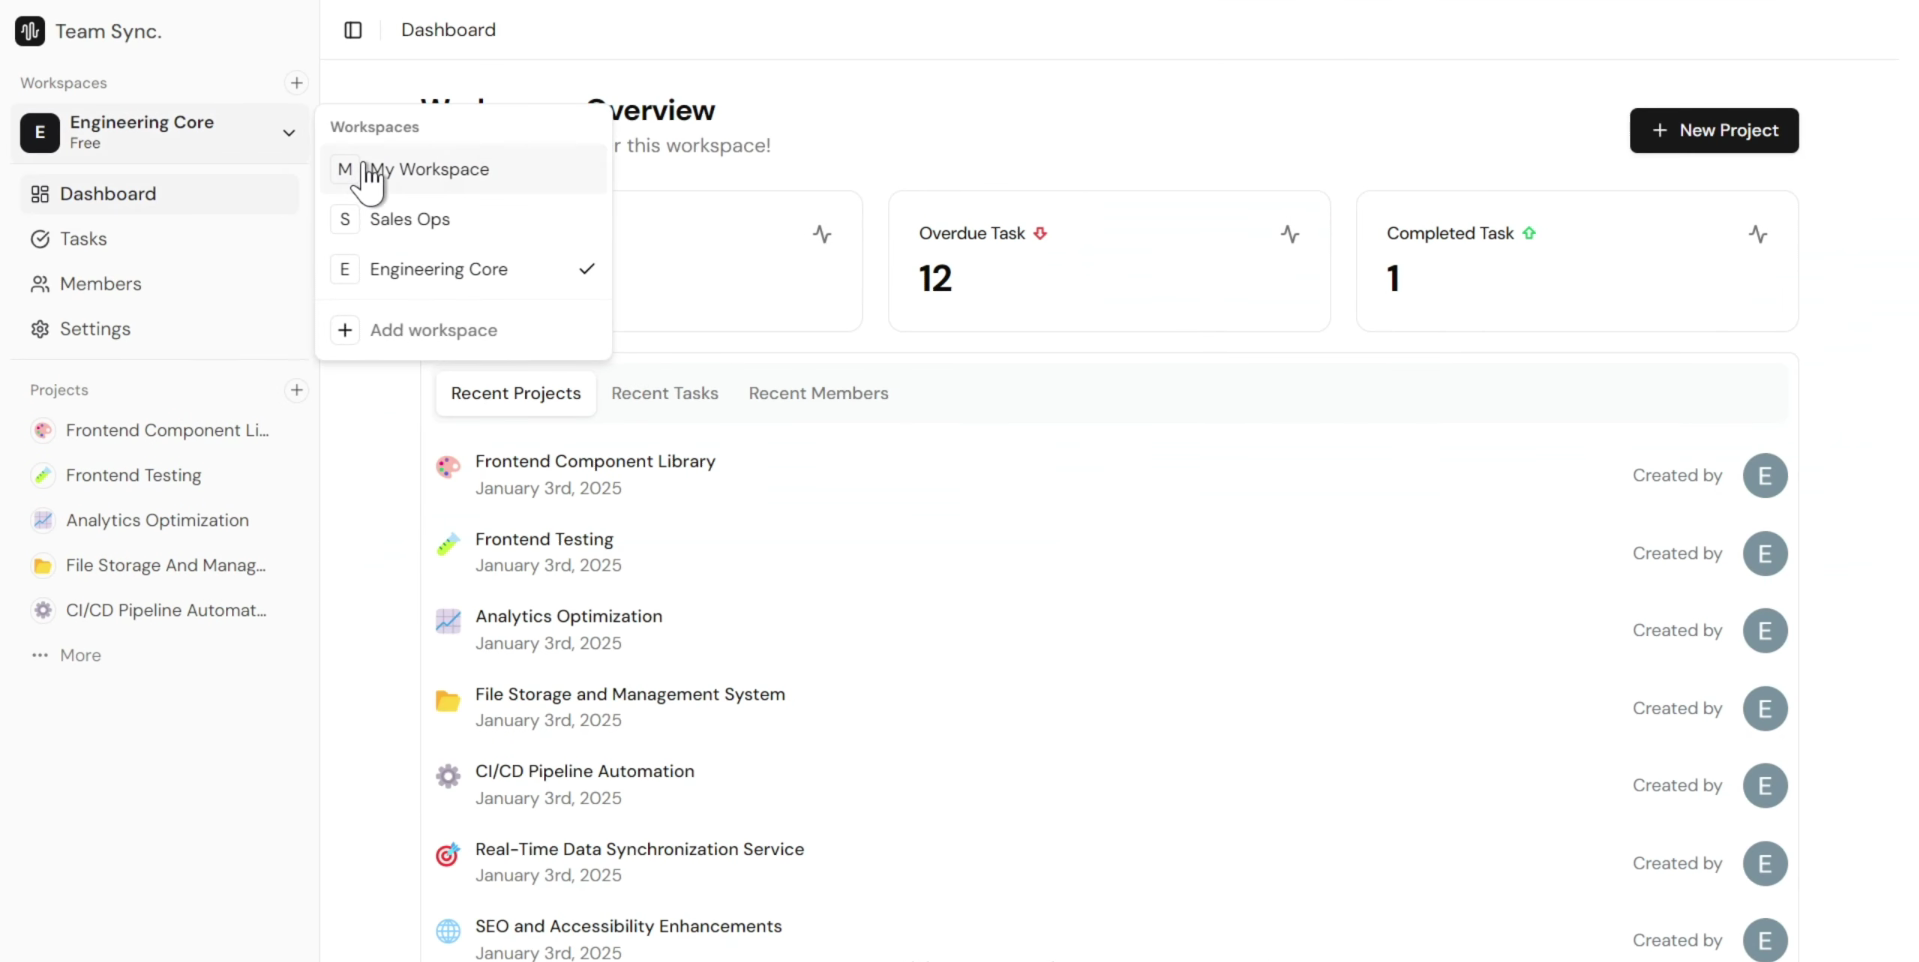 Team Sync.
Dashboard
Workspaces
E
Engineering Core
Free
Dashboard
Tasks
Members
Settings
Projects
Frontend Component Li...
Frontend Testing
Analytics Optimization
File Storage And Manag...
CI/CD Pipeline Automat...
More
Workspaces
M My Workspace
S Sales Ops
E Engineering Core
Add workspace
this workspace!
New Project
Overdue Task
12
Completed Task
1
Recent Projects Recent Tasks Recent Members
Frontend Component Library
January 3rd, 2025
Created by E
Frontend Testing
January 3rd, 2025
Created by E
Analytics Optimization
January 3rd, 2025
Created by E
File Storage and Management System
January 3rd, 2025
Created by E
CI/CD Pipeline Automation
January 3rd, 2025
Created by E
Real-Time Data Synchronization Service
January 3rd, 2025
Created by E
SEO and Accessibility Enhancements
January 3rd, 2025
Created by E